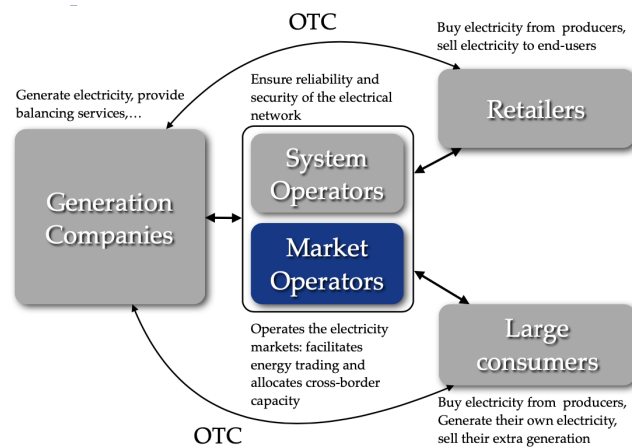 OTC
Buy electricity from producers,
sell electricity to end-users
Generate electricity, provide
balancing services,...
Ensure reliability and
security of the electrical
network
Retailers
System
Operators
Generation
Companies
Market
Operators
Operates the electricity
markets: facilitates
energy trading and
allocates cross-border
capacity
Large
consumers
Buy electricity from producers,
Generate their own electricity,
sell their extra generation
OTC